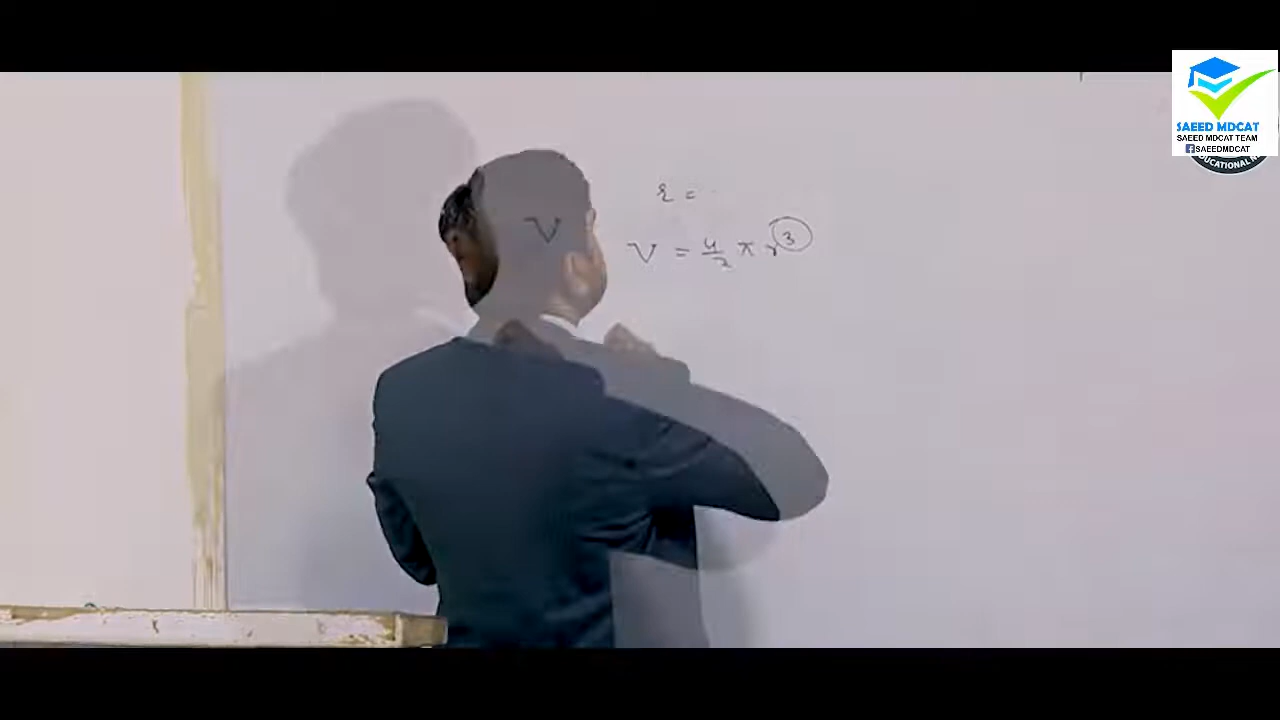 r =
V
V = 4/3 π r³
SAEED MDCAT
SAEED MDCAT TEAM
SAEEDMDCAT